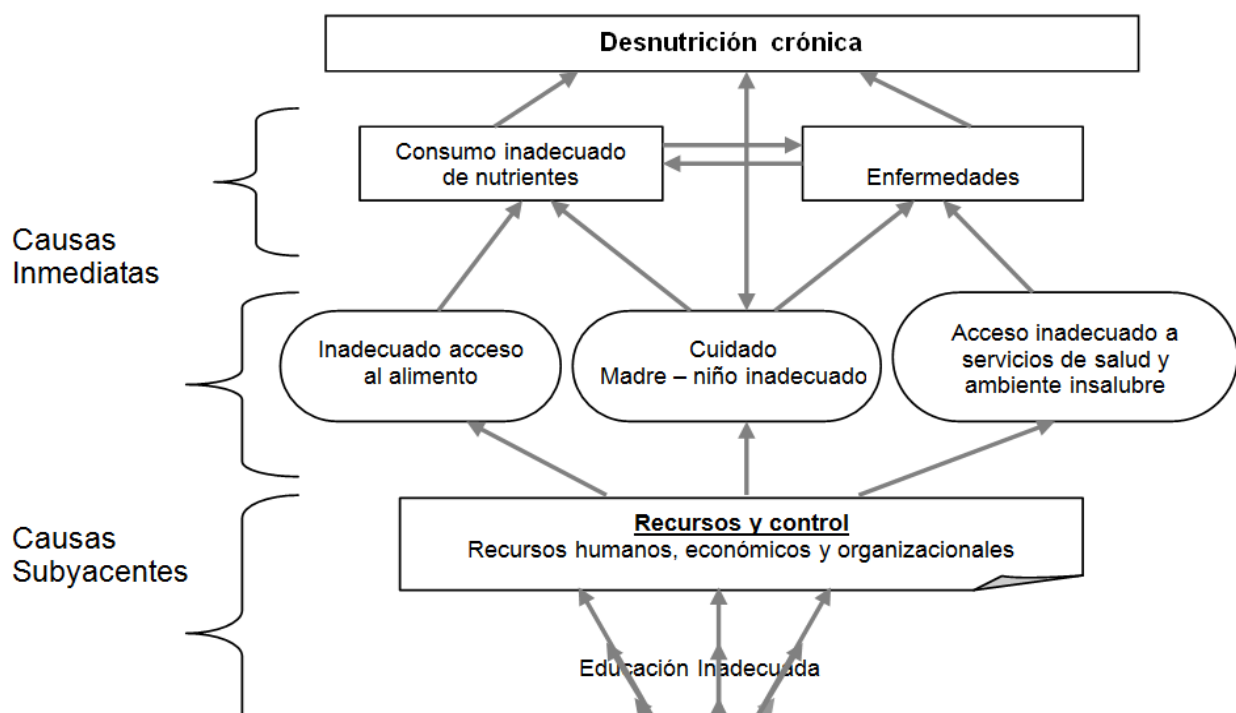 Desnutrición crónica
Consumo inadecuado
de nutrientes
Enfermedades
Causas
Inmediatas
Inadecuado acceso
al alimento
Cuidado
Madre – niño inadecuado
Acceso inadecuado a
servicios de salud y
ambiente insalubre
Causas
Subyacentes
Recursos y control
Recursos humanos, económicos y organizacionales
Educación Inadecuada